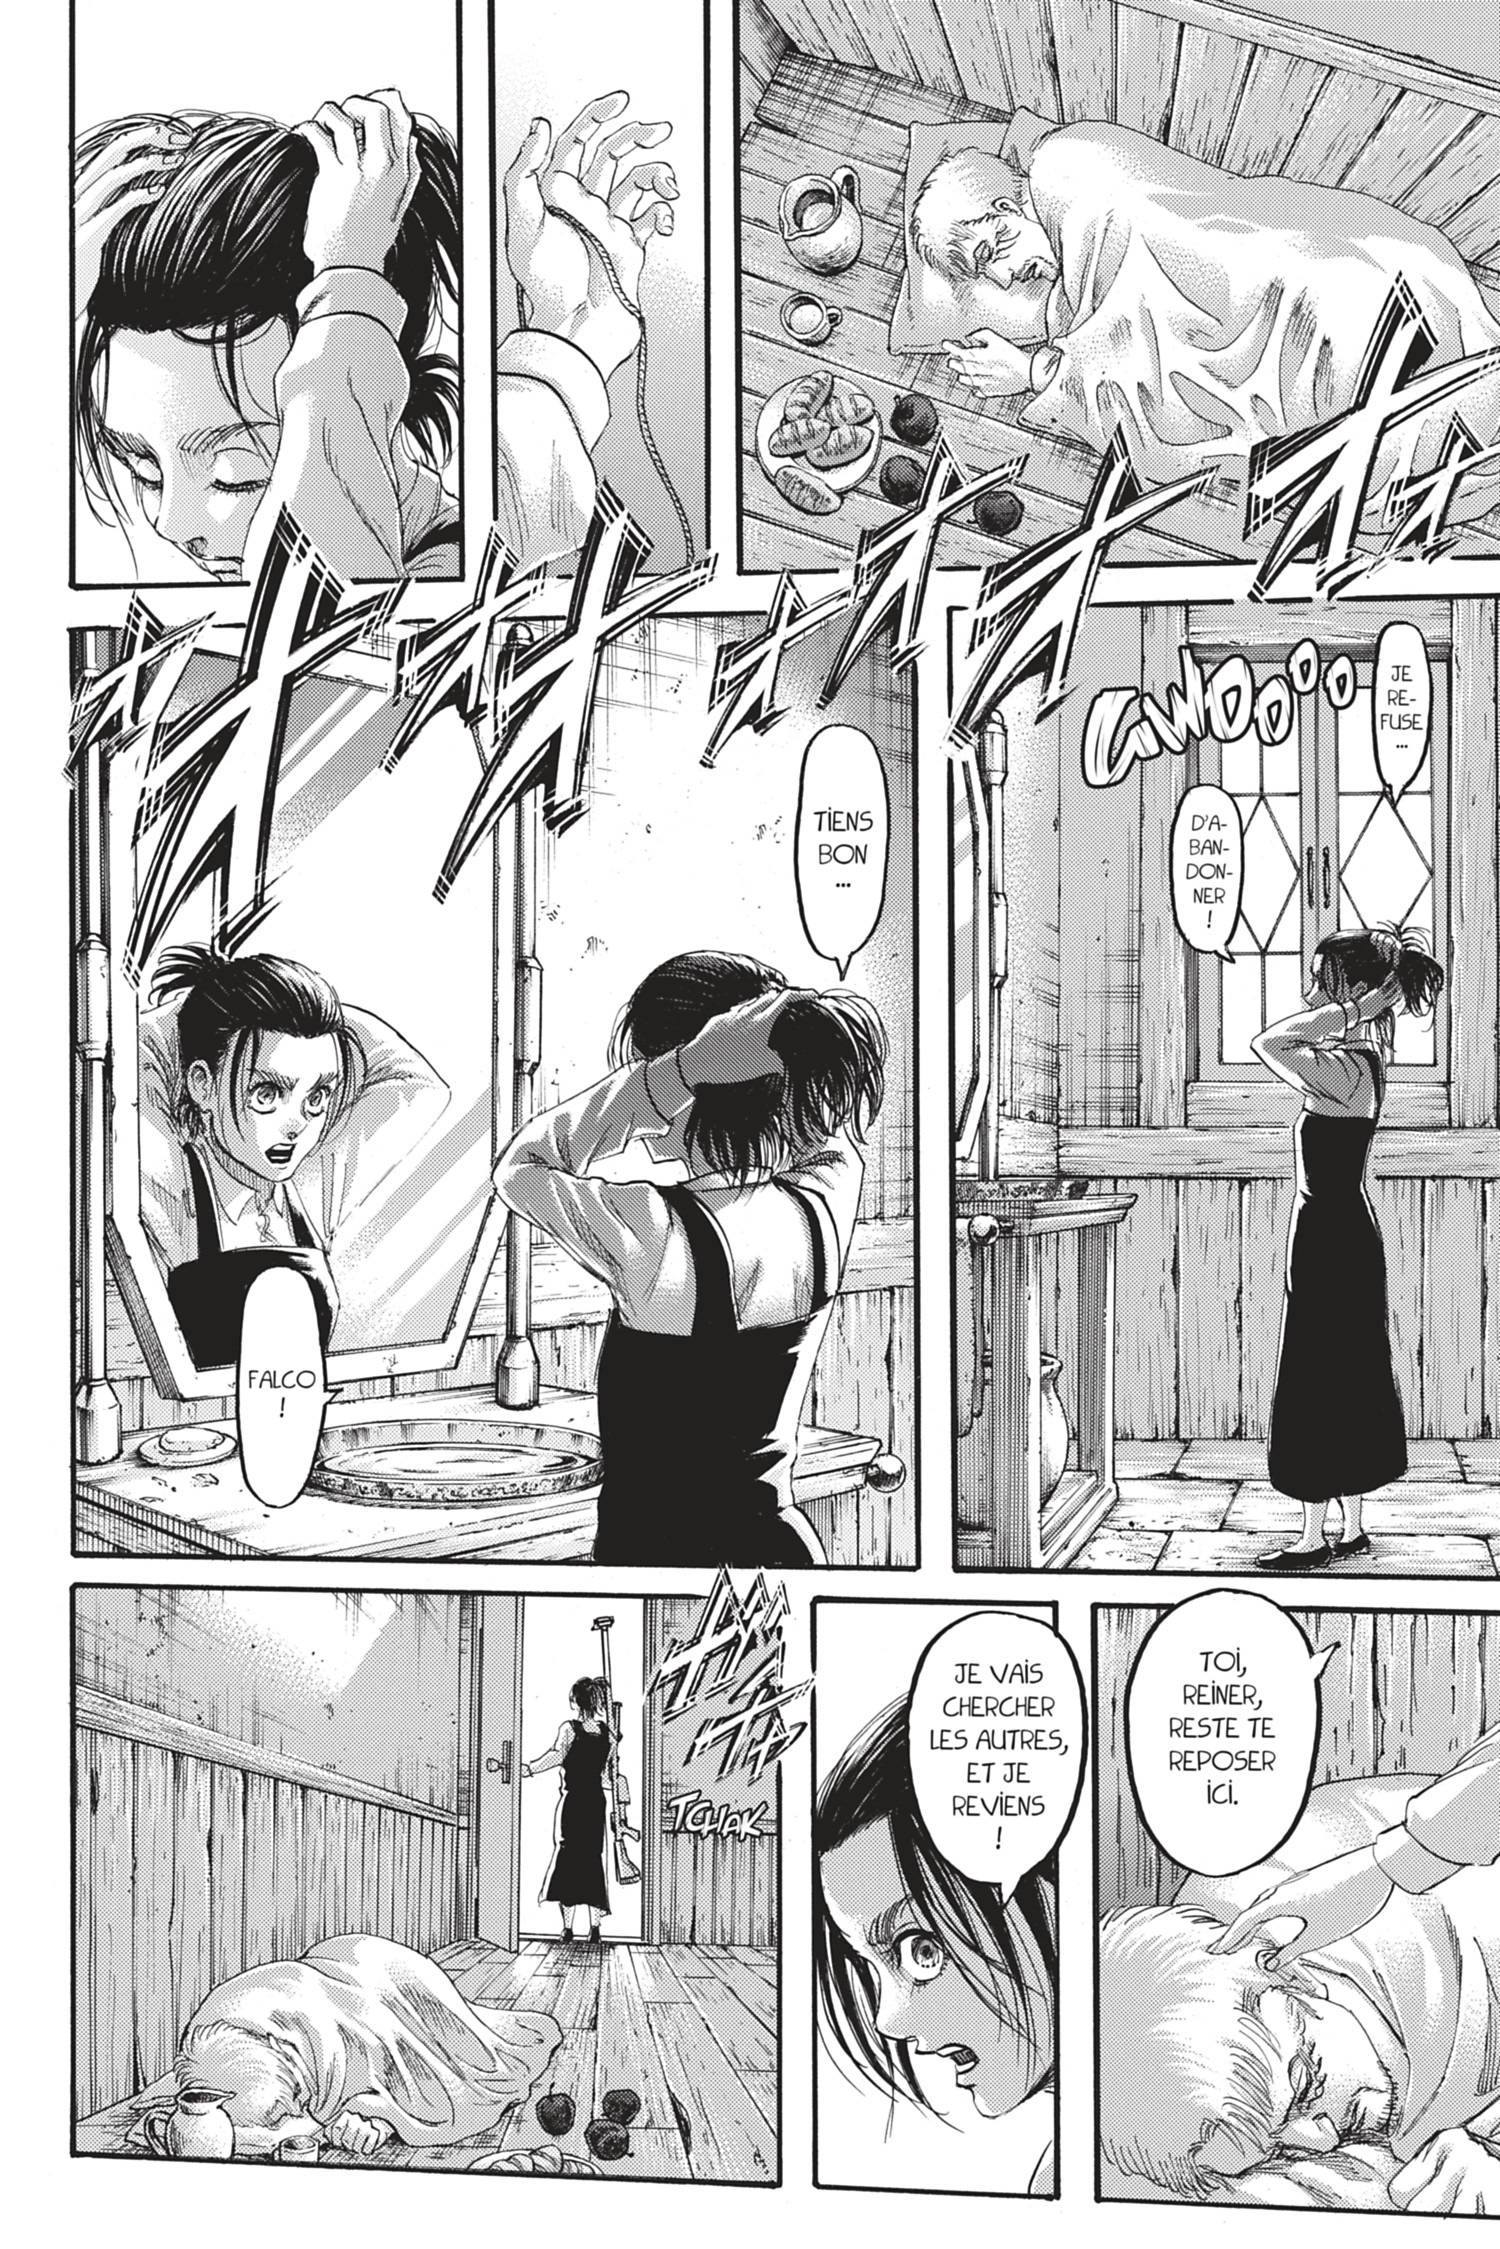 JE
RE-
FUSE
...
D'A-
BAN-
DON-
NER
!
GWOOOOO
TIENS
BON
...
FALCO
!
TOI,
REINER,
RESTE TE
REPOSER
ICI.
JE VAIS
CHERCHER
LES AUTRES,
ET JE
REVIENS
!
TCHAK